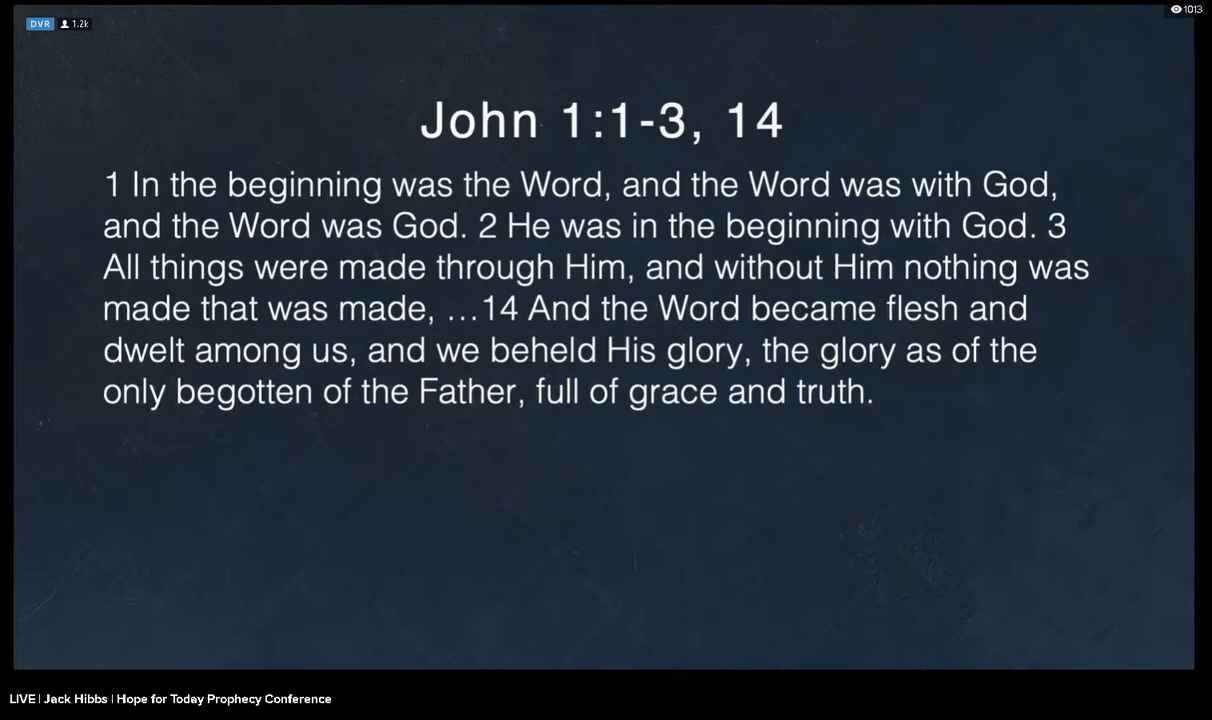 DVR 1.2k
1013
John 1:1-3, 14
1 In the beginning was the Word, and the Word was with God,
and the Word was God. 2 He was in the beginning with God. 3
All things were made through Him, and without Him nothing was
made that was made, …14 And the Word became flesh and
dwelt among us, and we beheld His glory, the glory as of the
only begotten of the Father, full of grace and truth.
LIVE | Jack Hibbs | Hope for Today Prophecy Conference